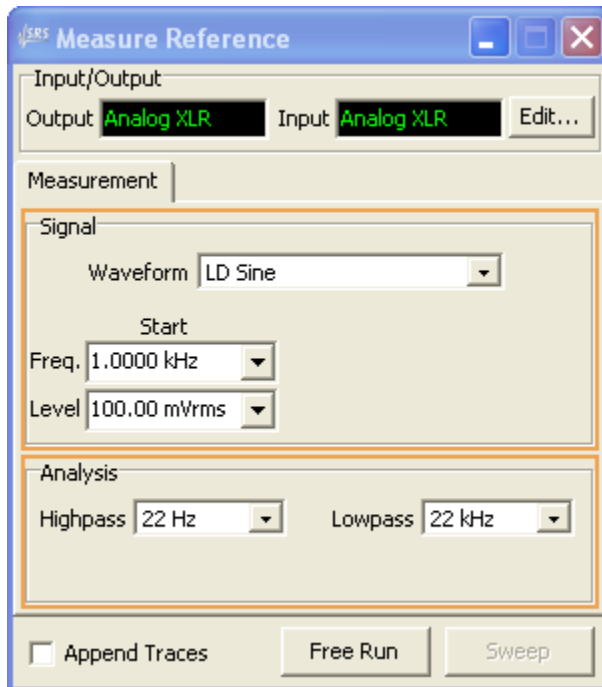 SRS Measure Reference
Input/Output
Output Analog XLR Input Analog XLR Edit...
Measurement
Signal
Waveform LD Sine
Start
Freq. 1.0000 kHz
Level 100.00 mVrms
Analysis
Highpass 22 Hz Lowpass 22 kHz
Append Traces Free Run Sweep